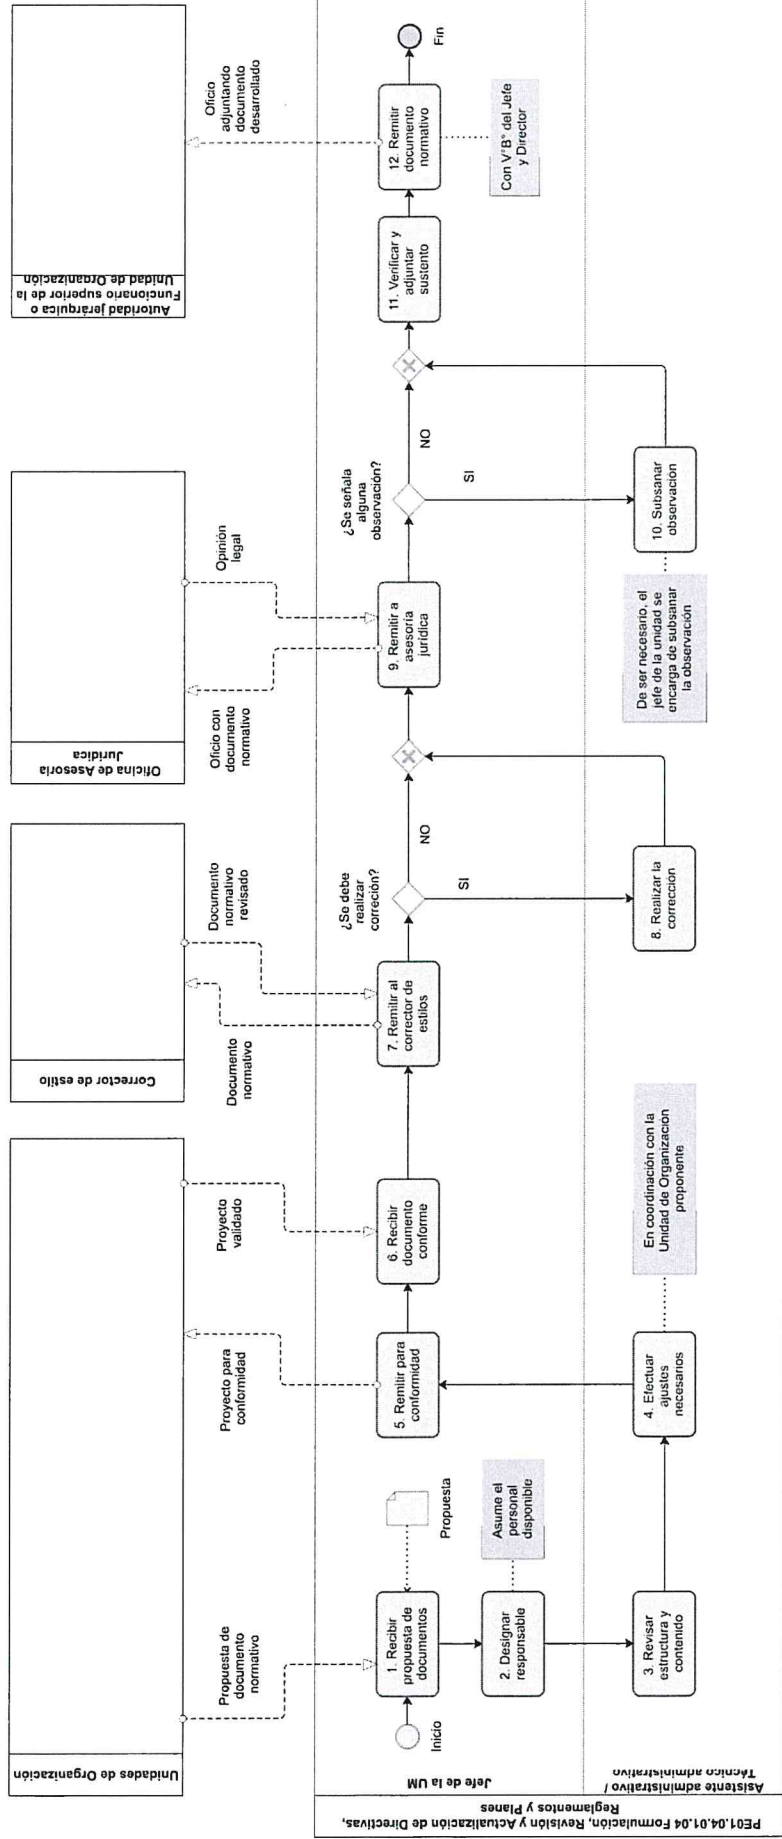 Unidades de Organización
Corrector de estilo
Oficina de Asesoria
Jurídica
Autoridad jerárquica o
Funcionario superior de la
Unidad de Organización
Propuesta de
documento
normativo
Proyecto para
conformidad
Proyecto
validado
Documento
normativo
Documento
normativo
revisado
Oficio con
documento
normativo
Opinión
legal
Oficio
adjuntando
documento
desarrollado
PE01.04.01.04 Formulación, Revisión y Actualización de Directivas,
Reglamentos y Planes
Jefe de la UM
Inicio
1. Recibir
propuesta de
documentos
Propuesta
2. Designar
responsable
Asume el
personal
disponible
5. Remitir para
conformidad
6. Recibir
documento
conforme
7. Remitir al
corrector de
estilos
¿Se debe
realizar
correción?
NO
SI
9. Remitir a
asesoría
jurídica
¿Se señala
alguna
observación?
NO
SI
11. Verificar y
adjuntar
sustento
12. Remitir
documento
normativo
Con V°B° del Jefe
y Director
Fin
Asistente administrativo /
Técnico administrativo
3. Revisar
estructura y
contenido
4. Efectuar
ajustes
necesarios
En coordinación con la
Unidad de Organización
proponente
8. Realizar la
corrección
10. Subsanar
observación
De ser necesario, el
jefe de la unidad se
encarga de subsanar
la observación